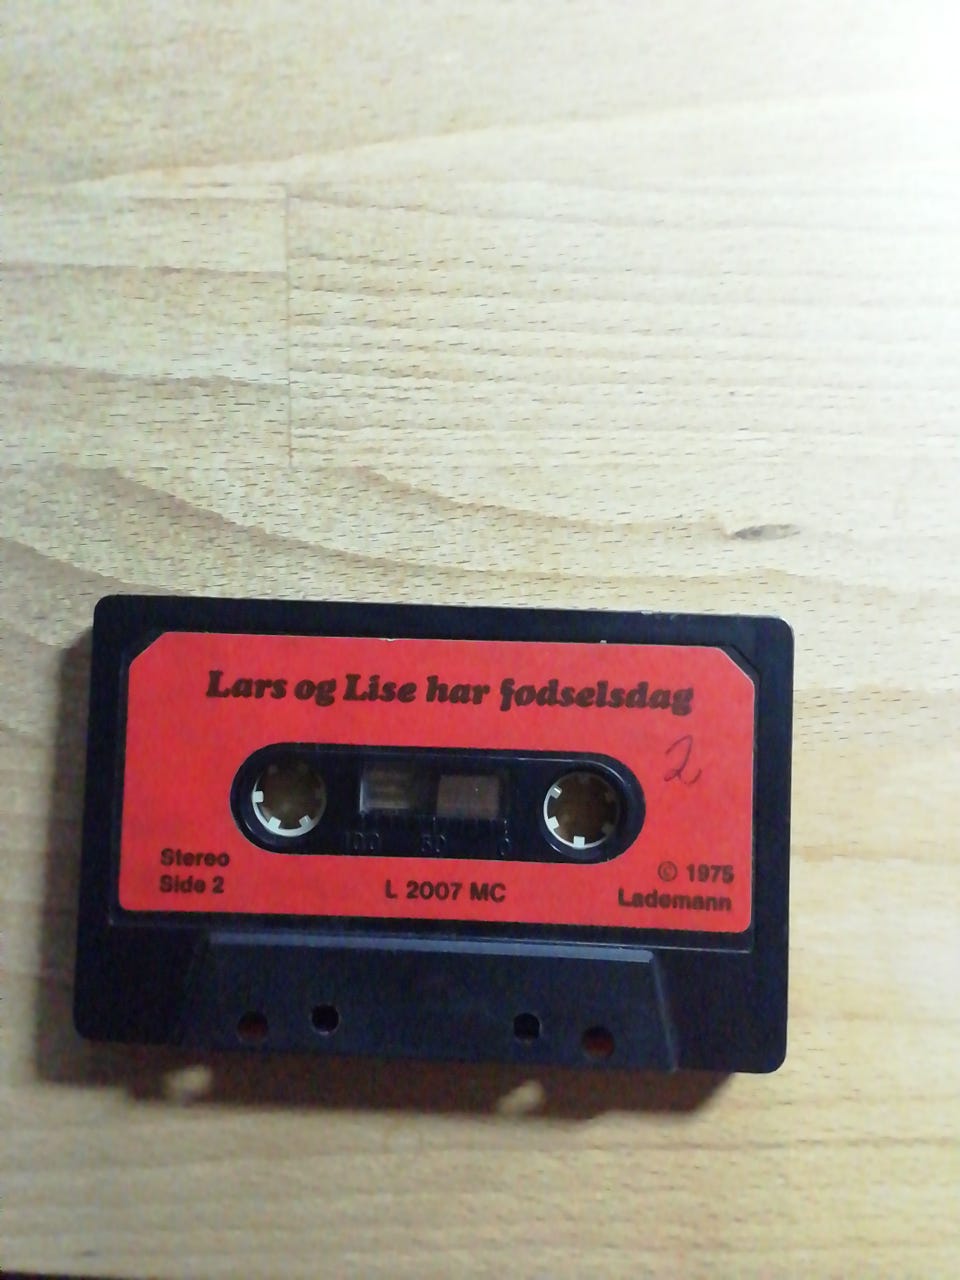 Lars og Lise har fødselsdag
2
100 50 0
Stereo
Side 2
L 2007 MC
© 1975
Lademann